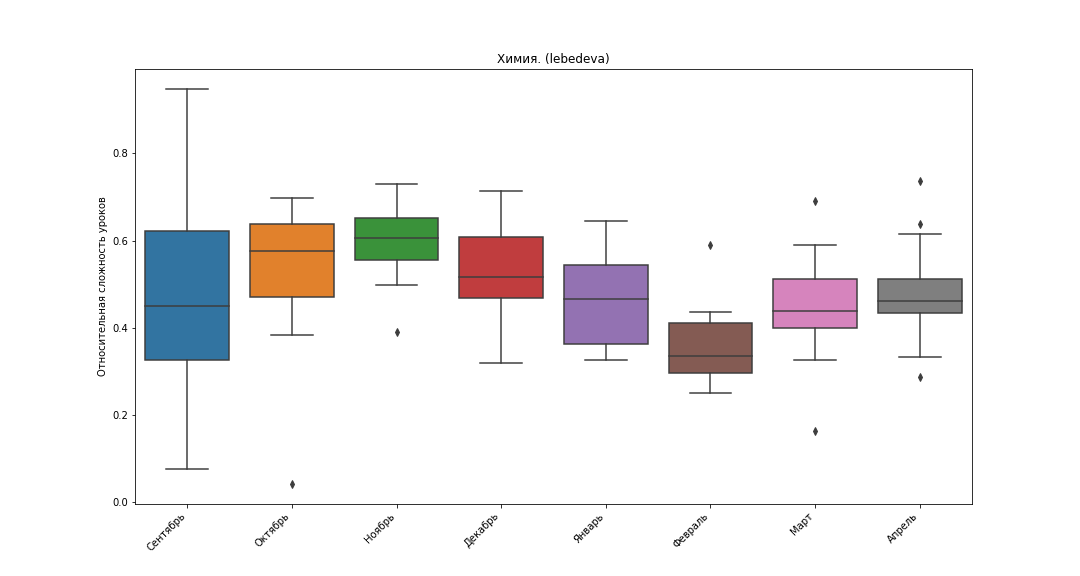 Химия. (lebedeva)
Относительная сложность уроков
0.8
0.6
0.4
0.2
0.0
Сентябрь
Октябрь
Ноябрь
Декабрь
Январь
Февраль
Март
Апрель